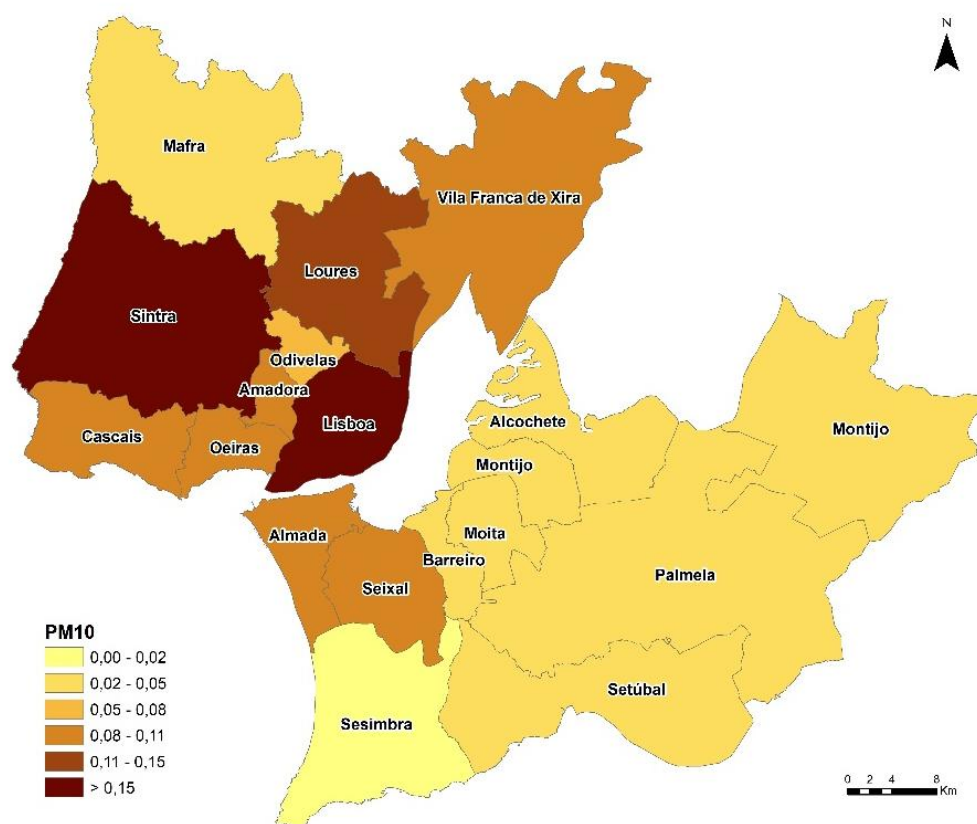 N
Mafra
Vila Franca de Xira
Loures
Sintra
Odivelas
Amadora
Lisboa
Cascais
Oeiras
Alcochete
Montijo
Montijo
Almada
Moita
Barreiro
Seixal
Palmela
Setúbal
Sesimbra
PM10
0,00 - 0,02
0,02 - 0,05
0,05 - 0,08
0,08 - 0,11
0,11 - 0,15
> 0,15
0 2 4 8
Km